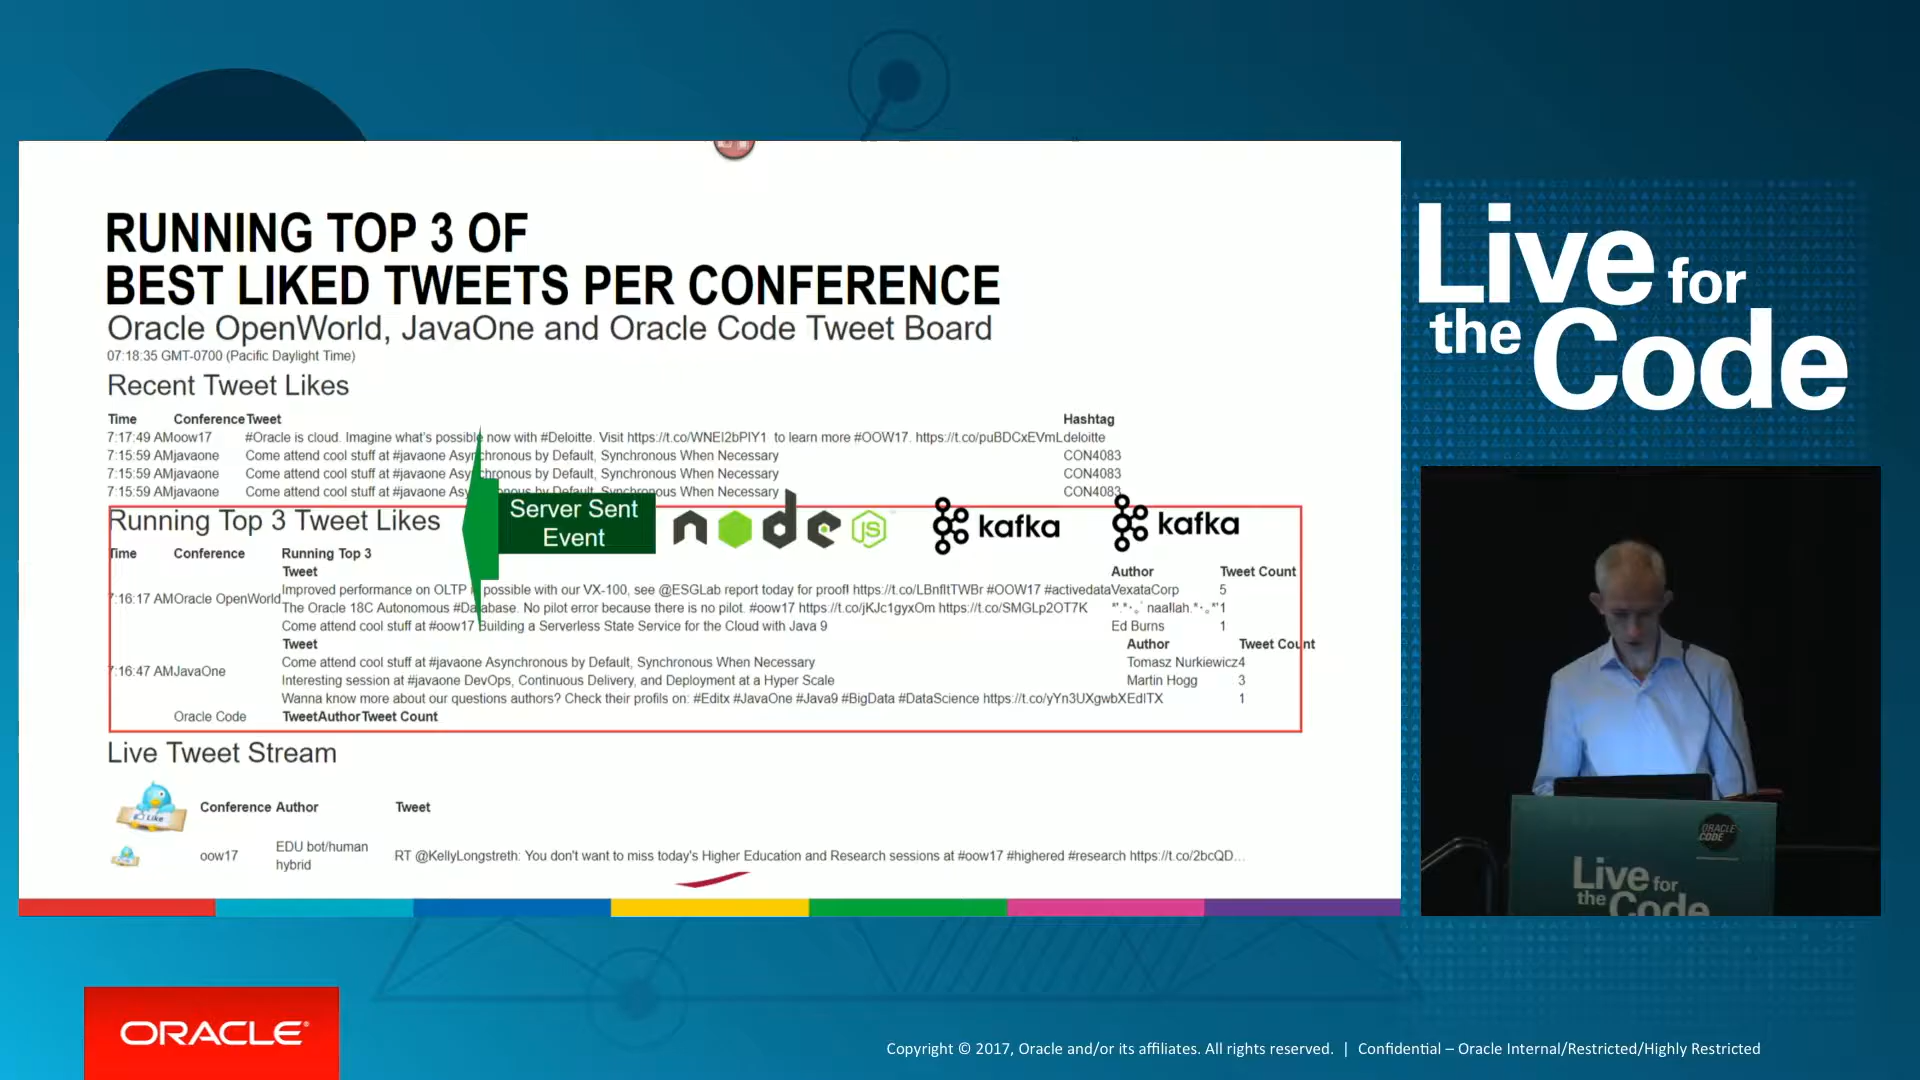 RUNNING TOP 3 OF
BEST LIKED TWEETS PER CONFERENCE
Oracle OpenWorld, JavaOne and Oracle Code Tweet Board
07:18:35 GMT-0700 (Pacific Daylight Time)
Recent Tweet Likes
Time Conference Tweet Hashtag
7:17:49 AM oow17 #Oracle is cloud. Imagine what's possible now with #Deloitte. Visit https://t.co/WNEI2bPIY1 to learn more #OOW17. https://t.co/puBDCxEVmL deloitte
7:15:59 AM javaone Come attend cool stuff at #javaone Asynchronous by Default, Synchronous When Necessary CON4083
7:15:59 AM javaone Come attend cool stuff at #javaone Asynchronous by Default, Synchronous When Necessary CON4083
7:15:59 AM javaone Come attend cool stuff at #javaone Asynchronous by Default, Synchronous When Necessary CON4083
Running Top 3 Tweet Likes
Server Sent
Event
node
JS
kafka
kafka
Time Conference Running Top 3
Tweet Author Tweet Count
7:16:17 AM Oracle OpenWorld
Improved performance on OLTP possible with our VX-100, see @ESGLab report today for proof! https://t.co/LBnfItTWBr #OOW17 #activedata VexataCorp 5
The Oracle 18C Autonomous #Database. No pilot error because there is no pilot. #oow17 https://t.co/jKJc1gyxOm https://t.co/SMGLp2OT7K naallah 1
Come attend cool stuff at #oow17 Building a Serverless State Service for the Cloud with Java 9 Ed Burns 1
Tweet Author Tweet Count
7:16:47 AM JavaOne
Come attend cool stuff at #javaone Asynchronous by Default, Synchronous When Necessary Tomasz Nurkiewicz 4
Interesting session at #javaone DevOps, Continuous Delivery, and Deployment at a Hyper Scale Martin Hogg 3
Wanna know more about our questions authors? Check their profils on: #Editx #JavaOne #Java9 #BigData #DataScience https://t.co/yYn3UXgwbX EdITX 1
Oracle Code Tweet Author Tweet Count
Live Tweet Stream
Like
Conference Author Tweet
oow17 EDU bot/human
hybrid
RT @KellyLongstreth: You don't want to miss today's Higher Education and Research sessions at #oow17 #highered #research https://t.co/2bcQD…
Live for
the Code
ORACLE
CODE
Live for
the Code
ORACLE®
Copyright © 2017, Oracle and/or its affiliates. All rights reserved. | Confidential – Oracle Internal/Restricted/Highly Restricted